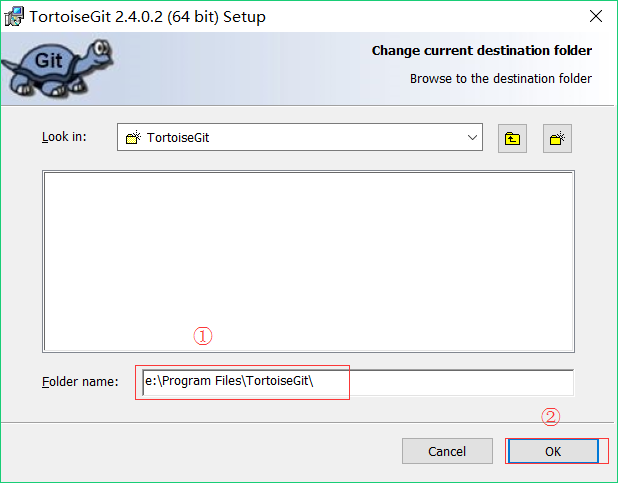 TortoiseGit 2.4.0.2 (64 bit) Setup
Git
Change current destination folder
Browse to the destination folder
Look in:
TortoiseGit
①
Folder name:
e:\Program Files\TortoiseGit\
②
Cancel
OK